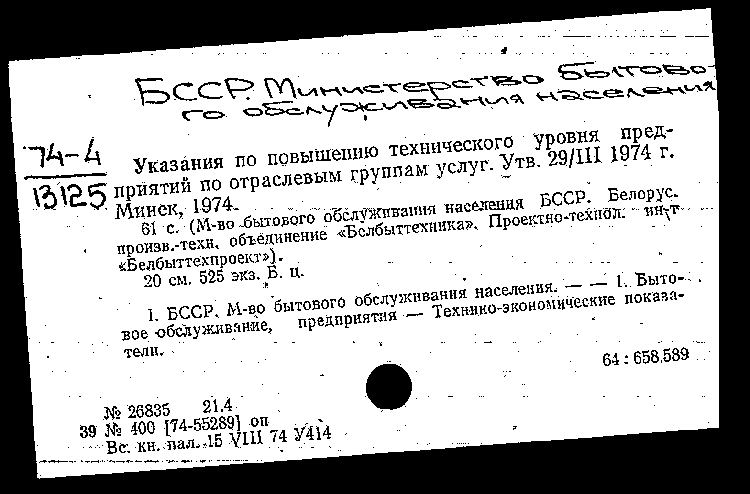 БССР. Министерство бытово-
го обслуживания населения
74-4
13125
Указания по повышению технического уровня пред-
приятий по отраслевым группам услуг. Утв. 29/III 1974 г.
Минск, 1974.
61 с. (М-во бытового обслуживания населения БССР. Белорус.
произв.-техн. объединение «Белбыттехника». Проектно-технол. ин-т
«Белбыттехпроект»).
20 см. 525 экз. Б. ц.
1. БССР. М-во бытового обслуживания населения. — — 1. Быто-
вое обслуживание, предприятия — Технико-экономические показа-
тели.
64 : 658.589
№ 26835 21.4
39 № 400 [74-55289] оп
Вс. кн. пал. 15 VIII 74 У414